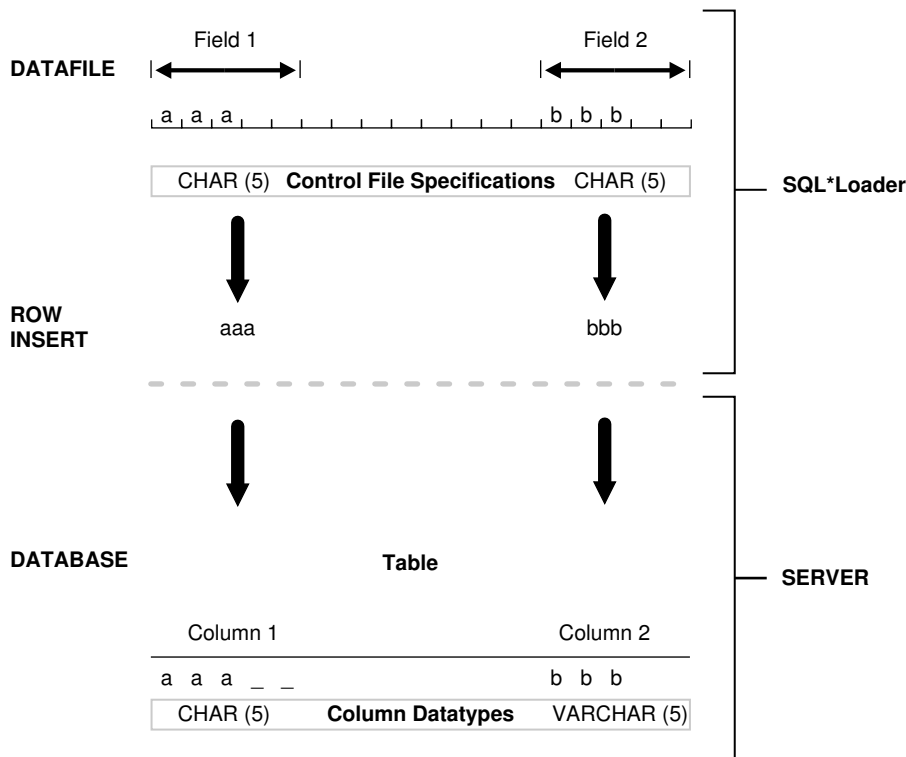 Field 1 Field 2
DATAFILE
a a a b b b
CHAR (5) Control File Specifications CHAR (5)
SQL*Loader
ROW
INSERT
aaa bbb
DATABASE
Table
SERVER
Column 1 Column 2
a a a _ _ b b b
CHAR (5) Column Datatypes VARCHAR (5)